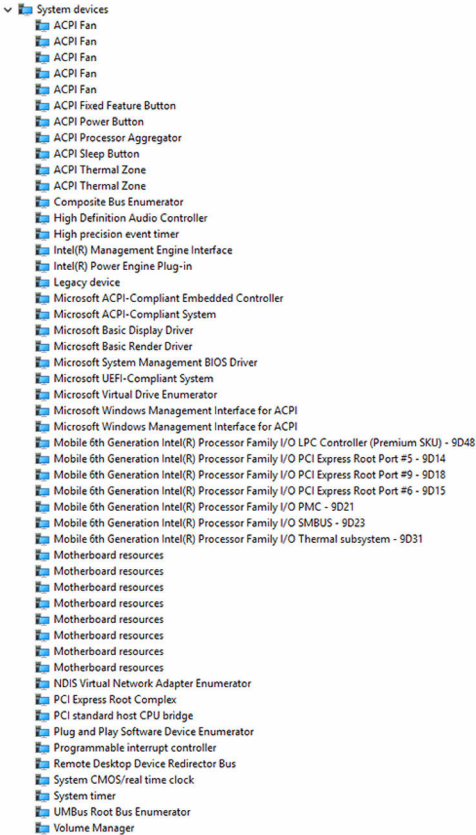 System devices
ACPI Fan
ACPI Fan
ACPI Fan
ACPI Fan
ACPI Fan
ACPI Fixed Feature Button
ACPI Power Button
ACPI Processor Aggregator
ACPI Sleep Button
ACPI Thermal Zone
ACPI Thermal Zone
Composite Bus Enumerator
High Definition Audio Controller
High precision event timer
Intel(R) Management Engine Interface
Intel(R) Power Engine Plug-in
Legacy device
Microsoft ACPI-Compliant Embedded Controller
Microsoft ACPI-Compliant System
Microsoft Basic Display Driver
Microsoft Basic Render Driver
Microsoft System Management BIOS Driver
Microsoft UEFI-Compliant System
Microsoft Virtual Drive Enumerator
Microsoft Windows Management Interface for ACPI
Microsoft Windows Management Interface for ACPI
Mobile 6th Generation Intel(R) Processor Family I/O LPC Controller (Premium SKU) - 9D48
Mobile 6th Generation Intel(R) Processor Family I/O PCI Express Root Port #5 - 9D14
Mobile 6th Generation Intel(R) Processor Family I/O PCI Express Root Port #9 - 9D18
Mobile 6th Generation Intel(R) Processor Family I/O PCI Express Root Port #6 - 9D15
Mobile 6th Generation Intel(R) Processor Family I/O PMC - 9D21
Mobile 6th Generation Intel(R) Processor Family I/O SMBUS - 9D23
Mobile 6th Generation Intel(R) Processor Family I/O Thermal subsystem - 9D31
Motherboard resources
Motherboard resources
Motherboard resources
Motherboard resources
Motherboard resources
Motherboard resources
Motherboard resources
Motherboard resources
NDIS Virtual Network Adapter Enumerator
PCI Express Root Complex
PCI standard host CPU bridge
Plug and Play Software Device Enumerator
Programmable interrupt controller
Remote Desktop Device Redirector Bus
System CMOS/real time clock
System timer
UMBus Root Bus Enumerator
Volume Manager